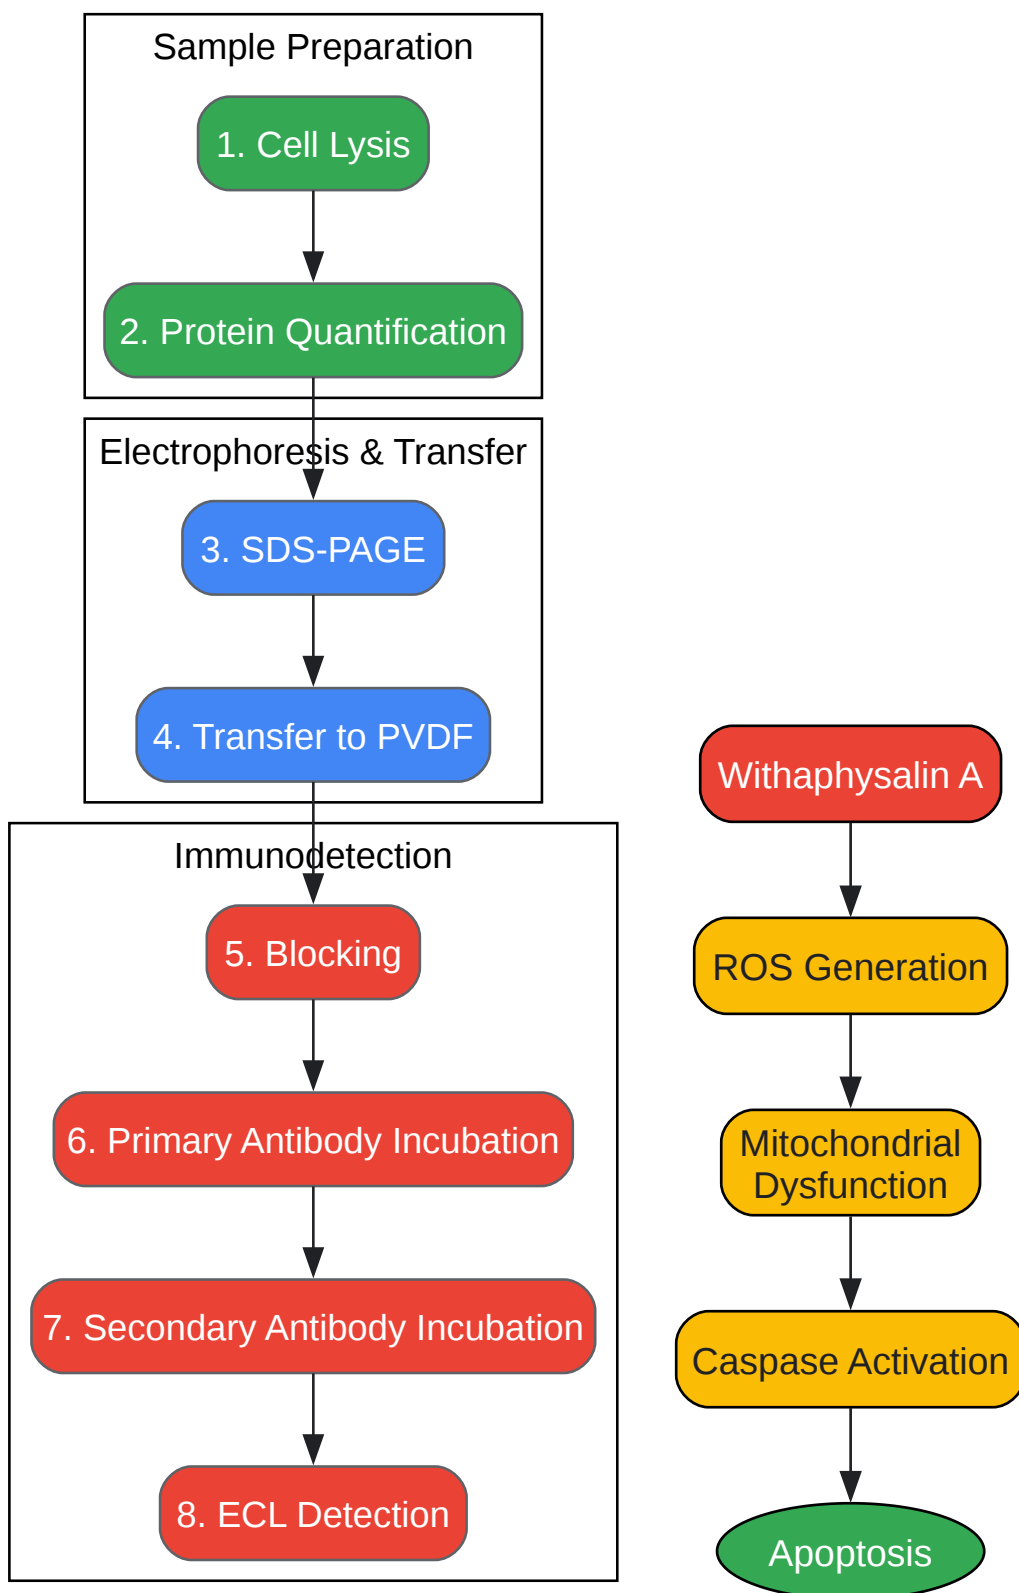 Sample Preparation
1. Cell Lysis
2. Protein Quantification
Electrophoresis & Transfer
3. SDS-PAGE
4. Transfer to PVDF
Immunodetection
5. Blocking
6. Primary Antibody Incubation
7. Secondary Antibody Incubation
8. ECL Detection
Withaphysalin A
ROS Generation
Mitochondrial
Dysfunction
Caspase Activation
Apoptosis